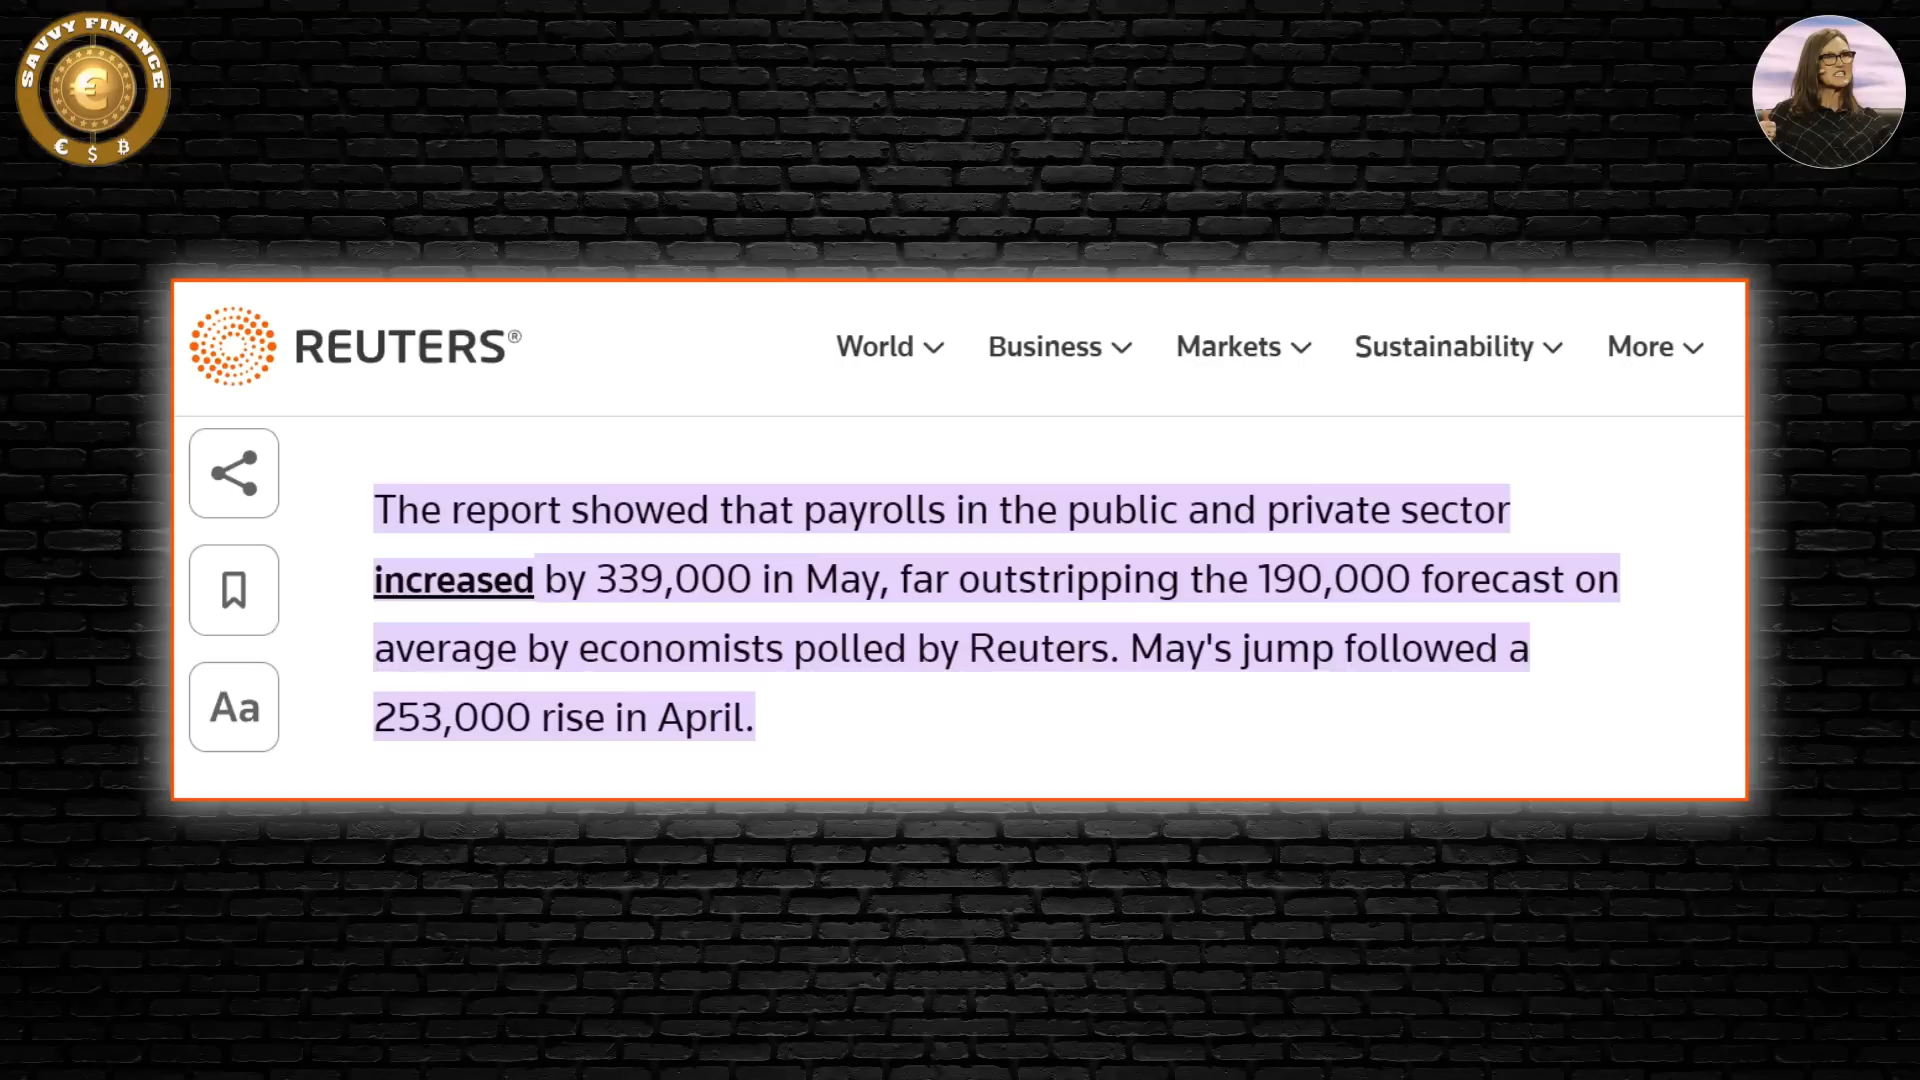 SAVVY FINANCE
€
€ $ ₿
REUTERS®
World
Business
Markets
Sustainability
More
The report showed that payrolls in the public and private sector
increased by 339,000 in May, far outstripping the 190,000 forecast on
average by economists polled by Reuters. May's jump followed a
253,000 rise in April.
Aa